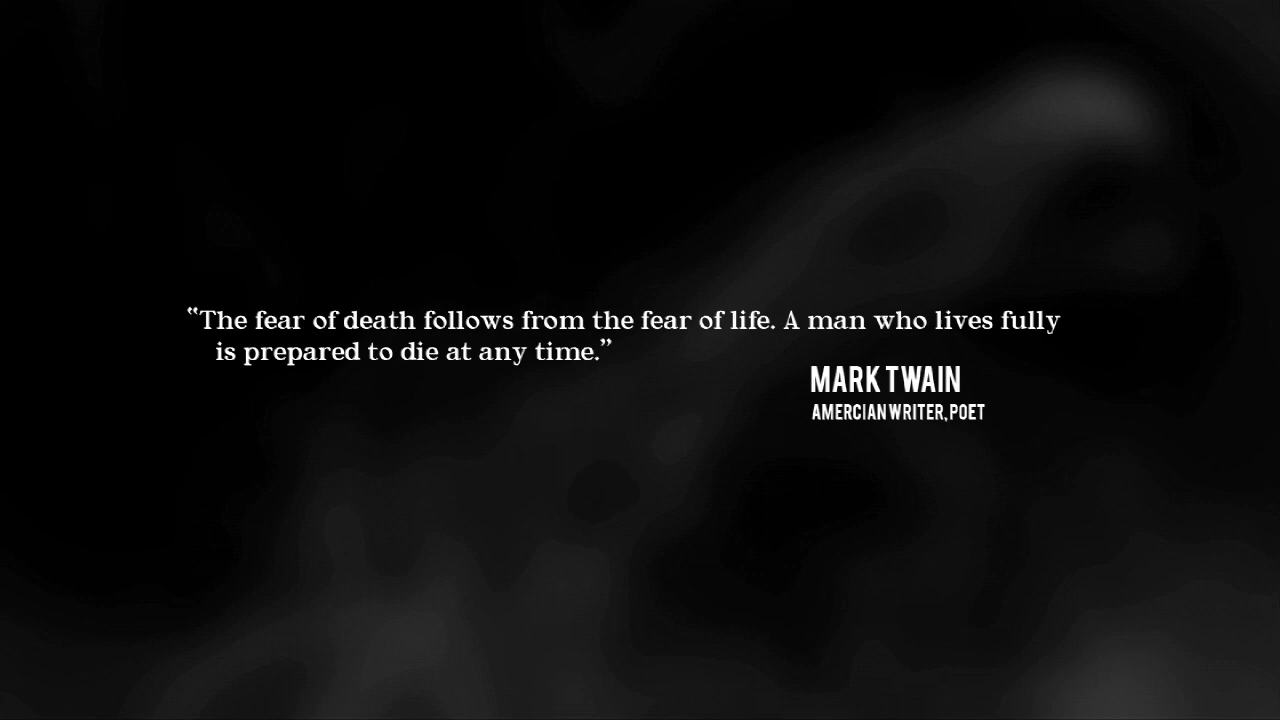 “The fear of death follows from the fear of life. A man who lives fully
is prepared to die at any time.”
MARK TWAIN
AMERCIAN WRITER, POET